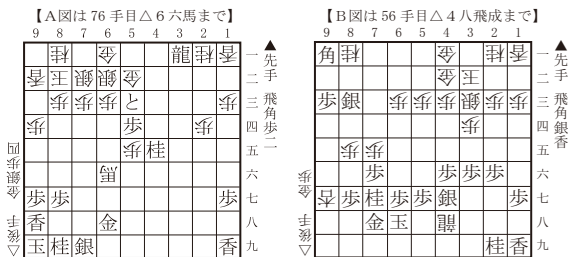 【A図は76手目△6六馬まで】
9 8 7 6 5 4 3 2 1
桂 金 龍 桂 香 一
香 王 銀 銀 金 二
歩 歩 歩 と 歩 三
歩 歩 歩 四
歩 桂 五
馬 六
歩 歩 歩 七
香 金 八
玉 桂 銀 香 九
▲先手 飛角歩二
△後手 金銀歩四
【B図は56手目△4八飛成まで】
9 8 7 6 5 4 3 2 1
角 桂 金 桂 香 一
金 王 二
歩 銀 歩 歩 歩 銀 歩 歩 三
歩 四
歩 歩 五
歩 歩 歩 歩 六
杏 歩 桂 歩 歩 銀 歩 七
金 玉 龍 八
桂 香 九
▲先手 飛角銀香
△後手 金歩